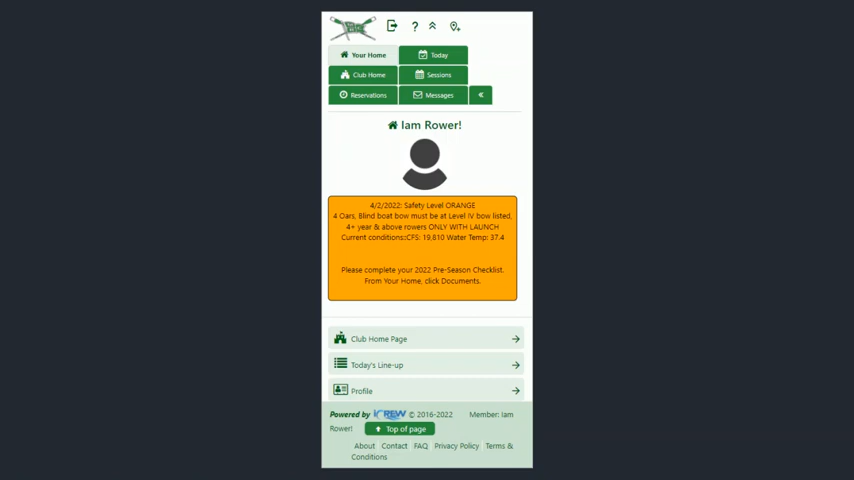 ?
Your Home
Today
Club Home
Sessions
Reservations
Messages
Iam Rower!
4/2/2022: Safety Level ORANGE
4 Oars, Blind boat bow must be at Level IV bow listed,
4+ year & above rowers ONLY WITH LAUNCH
Current conditions::CFS: 19,810 Water Temp: 37.4
Please complete your 2022 Pre-Season Checklist.
From Your Home, click Documents.
Club Home Page
Today's Line-up
Profile
Powered by iCREW © 2016-2022 Member: Iam
Rower! Top of page
About Contact FAQ Privacy Policy Terms &
Conditions